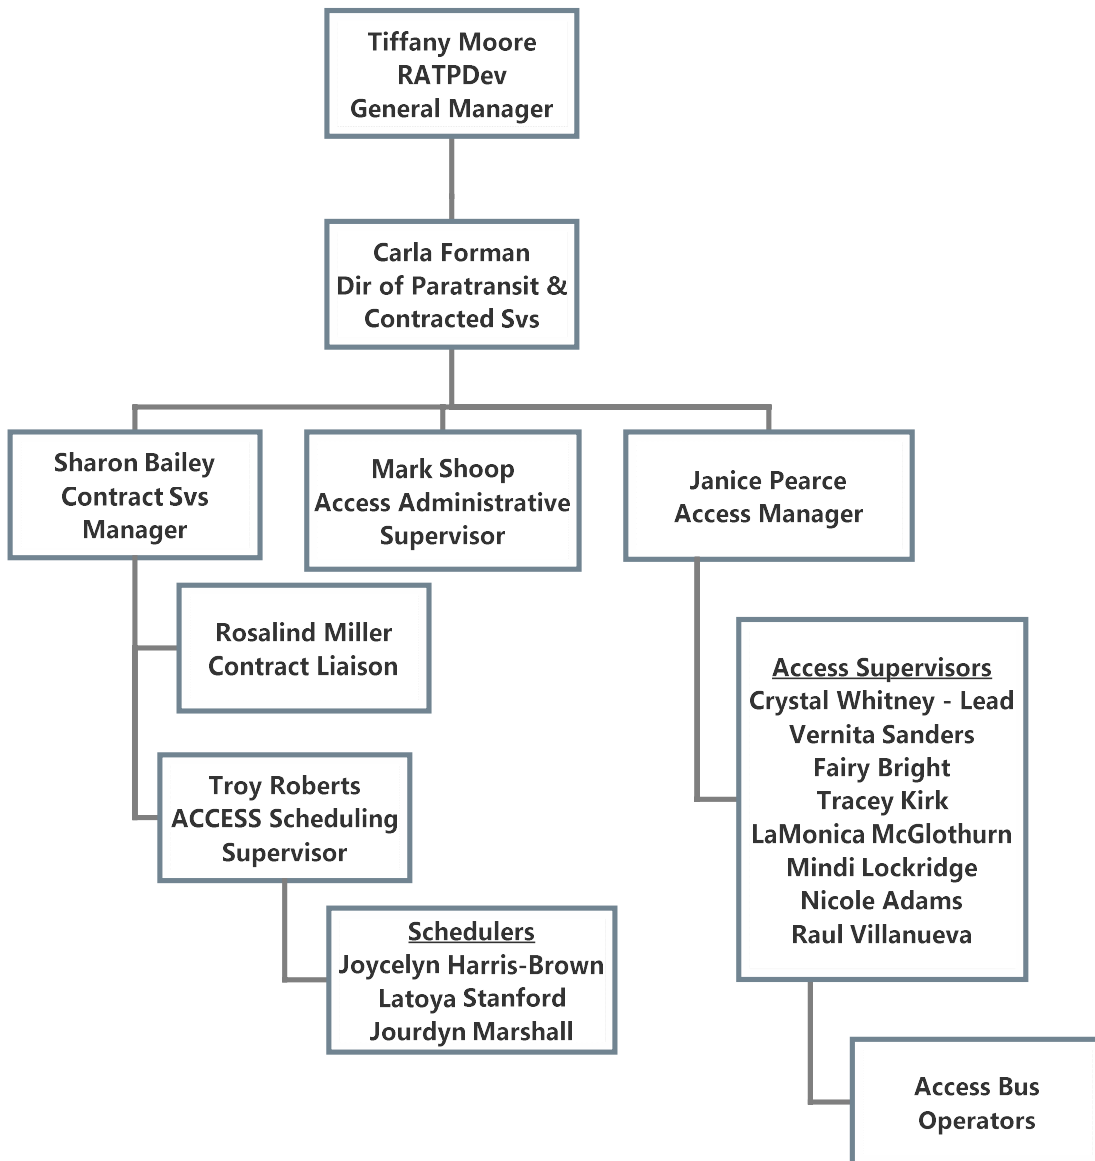 Tiffany Moore
RATPDev
General Manager
Carla Forman
Dir of Paratransit &
Contracted Svs
Sharon Bailey
Contract Svs
Manager
Mark Shoop
Access Administrative
Supervisor
Janice Pearce
Access Manager
Rosalind Miller
Contract Liaison
Troy Roberts
ACCESS Scheduling
Supervisor
Schedulers
Joycelyn Harris-Brown
Latoya Stanford
Jourdyn Marshall
Access Supervisors
Crystal Whitney - Lead
Vernita Sanders
Fairy Bright
Tracey Kirk
LaMonica McGlothurn
Mindi Lockridge
Nicole Adams
Raul Villanueva
Access Bus
Operators